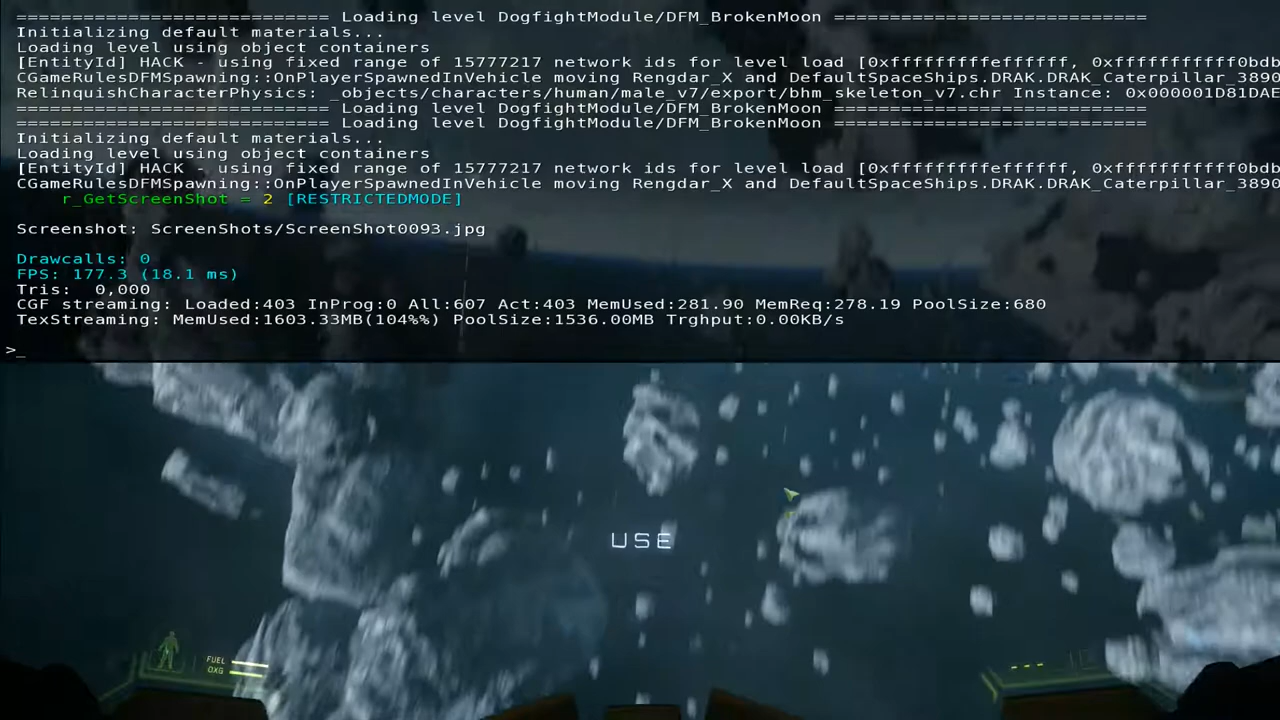 ============================ Loading level DogfightModule/DFM_BrokenMoon ============================
Initializing default materials...
Loading level using object containers
[EntityId] HACK - using fixed range of 15777217 network ids for level load [0xfffffffffeffffff, 0xffffffffff0bdb
CGameRulesDFMSpawning::OnPlayerSpawnedInVehicle moving Rengdar_X and DefaultSpaceShips.DRAK.DRAK_Caterpillar_3890
RelinquishCharacterPhysics: _objects/characters/human/male_v7/export/bhm_skeleton_v7.chr Instance: 0x000001D81DAE
============================ Loading level DogfightModule/DFM_BrokenMoon ============================
============================ Loading level DogfightModule/DFM_BrokenMoon ============================
Initializing default materials...
Loading level using object containers
[EntityId] HACK - using fixed range of 15777217 network ids for level load [0xfffffffffeffffff, 0xffffffffff0bdb
CGameRulesDFMSpawning::OnPlayerSpawnedInVehicle moving Rengdar_X and DefaultSpaceShips.DRAK.DRAK_Caterpillar_3890
r_GetScreenShot = 2 [RESTRICTEDMODE]
Screenshot: ScreenShots/ScreenShot0093.jpg
Drawcalls: 0
FPS: 177.3 (18.1 ms)
Tris: 0,000
CGF streaming: Loaded:403 InProg:0 All:607 Act:403 MemUsed:281.90 MemReq:278.19 PoolSize:680
TexStreaming: MemUsed:1603.33MB(104%%) PoolSize:1536.00MB Trghput:0.00KB/s
>_
USE
FUEL
OXG